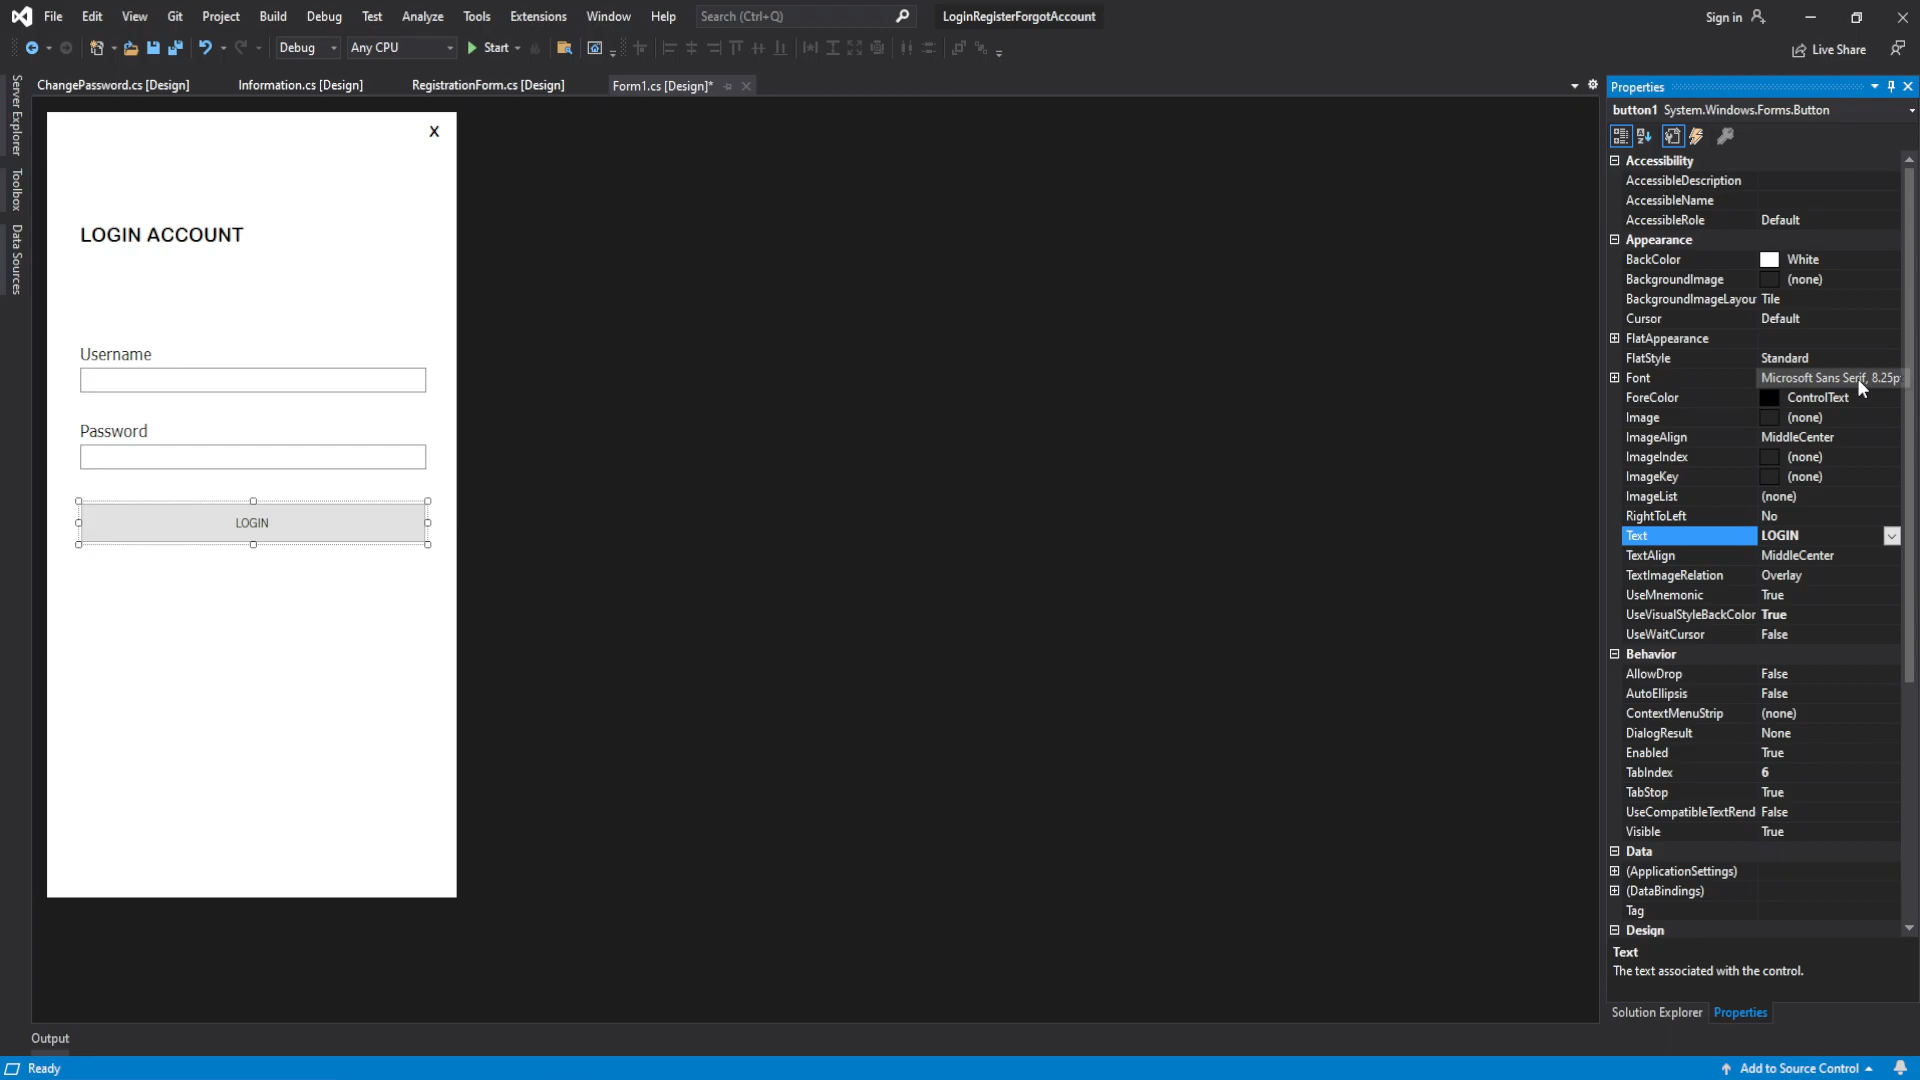 File Edit View Git Project Build Debug Test Analyze Tools Extensions Window Help Search (Ctrl+Q) LoginRegisterForgotAccount Sign in
Debug Any CPU Start Live Share
ChangePassword.cs [Design] Information.cs [Design] RegistrationForm.cs [Design] Form1.cs [Design]*
Server Explorer
Toolbox
Data Sources
X
LOGIN ACCOUNT
Username
Password
LOGIN
Properties
button1 System.Windows.Forms.Button
Accessibility
AccessibleDescription
AccessibleName
AccessibleRole Default
Appearance
BackColor White
BackgroundImage (none)
BackgroundImageLayou Tile
Cursor Default
FlatAppearance
FlatStyle Standard
Font Microsoft Sans Serif, 8.25p
ForeColor ControlText
Image (none)
ImageAlign MiddleCenter
ImageIndex (none)
ImageKey (none)
ImageList (none)
RightToLeft No
Text LOGIN
TextAlign MiddleCenter
TextImageRelation Overlay
UseMnemonic True
UseVisualStyleBackColor True
UseWaitCursor False
Behavior
AllowDrop False
AutoEllipsis False
ContextMenuStrip (none)
DialogResult None
Enabled True
TabIndex 6
TabStop True
UseCompatibleTextRend False
Visible True
Data
(ApplicationSettings)
(DataBindings)
Tag
Design
Text
The text associated with the control.
Solution Explorer Properties
Output
Ready Add to Source Control